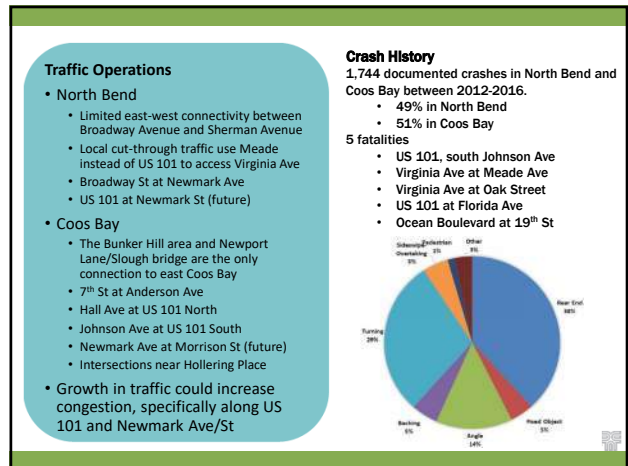 Traffic Operations
• North Bend
• Limited east-west connectivity between
Broadway Avenue and Sherman Avenue
• Local cut-through traffic use Meade
instead of US 101 to access Virginia Ave
• Broadway St at Newmark Ave
• US 101 at Newmark St (future)
• Coos Bay
• The Bunker Hill area and Newport
Lane/Slough bridge are the only
connection to east Coos Bay
• 7th St at Anderson Ave
• Hall Ave at US 101 North
• Johnson Ave at US 101 South
• Newmark Ave at Morrison St (future)
• Intersections near Hollering Place
• Growth in traffic could increase
congestion, specifically along US
101 and Newmark Ave/St
Crash History
1,744 documented crashes in North Bend and
Coos Bay between 2012-2016.
• 49% in North Bend
• 51% in Coos Bay
5 fatalities
• US 101, south Johnson Ave
• Virginia Ave at Meade Ave
• Virginia Ave at Oak Street
• US 101 at Florida Ave
• Ocean Boulevard at 19th St
Sideswipe
Overtaking
Pedestrian
Other
Rear End
38%
Turning
Fixed Object
5%
Backing
5%
Angle
14%